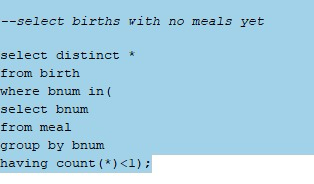 --select births with no meals yet
select distinct *
from birth
where bnum in(
select bnum
from meal
group by bnum
having count(*)<1);